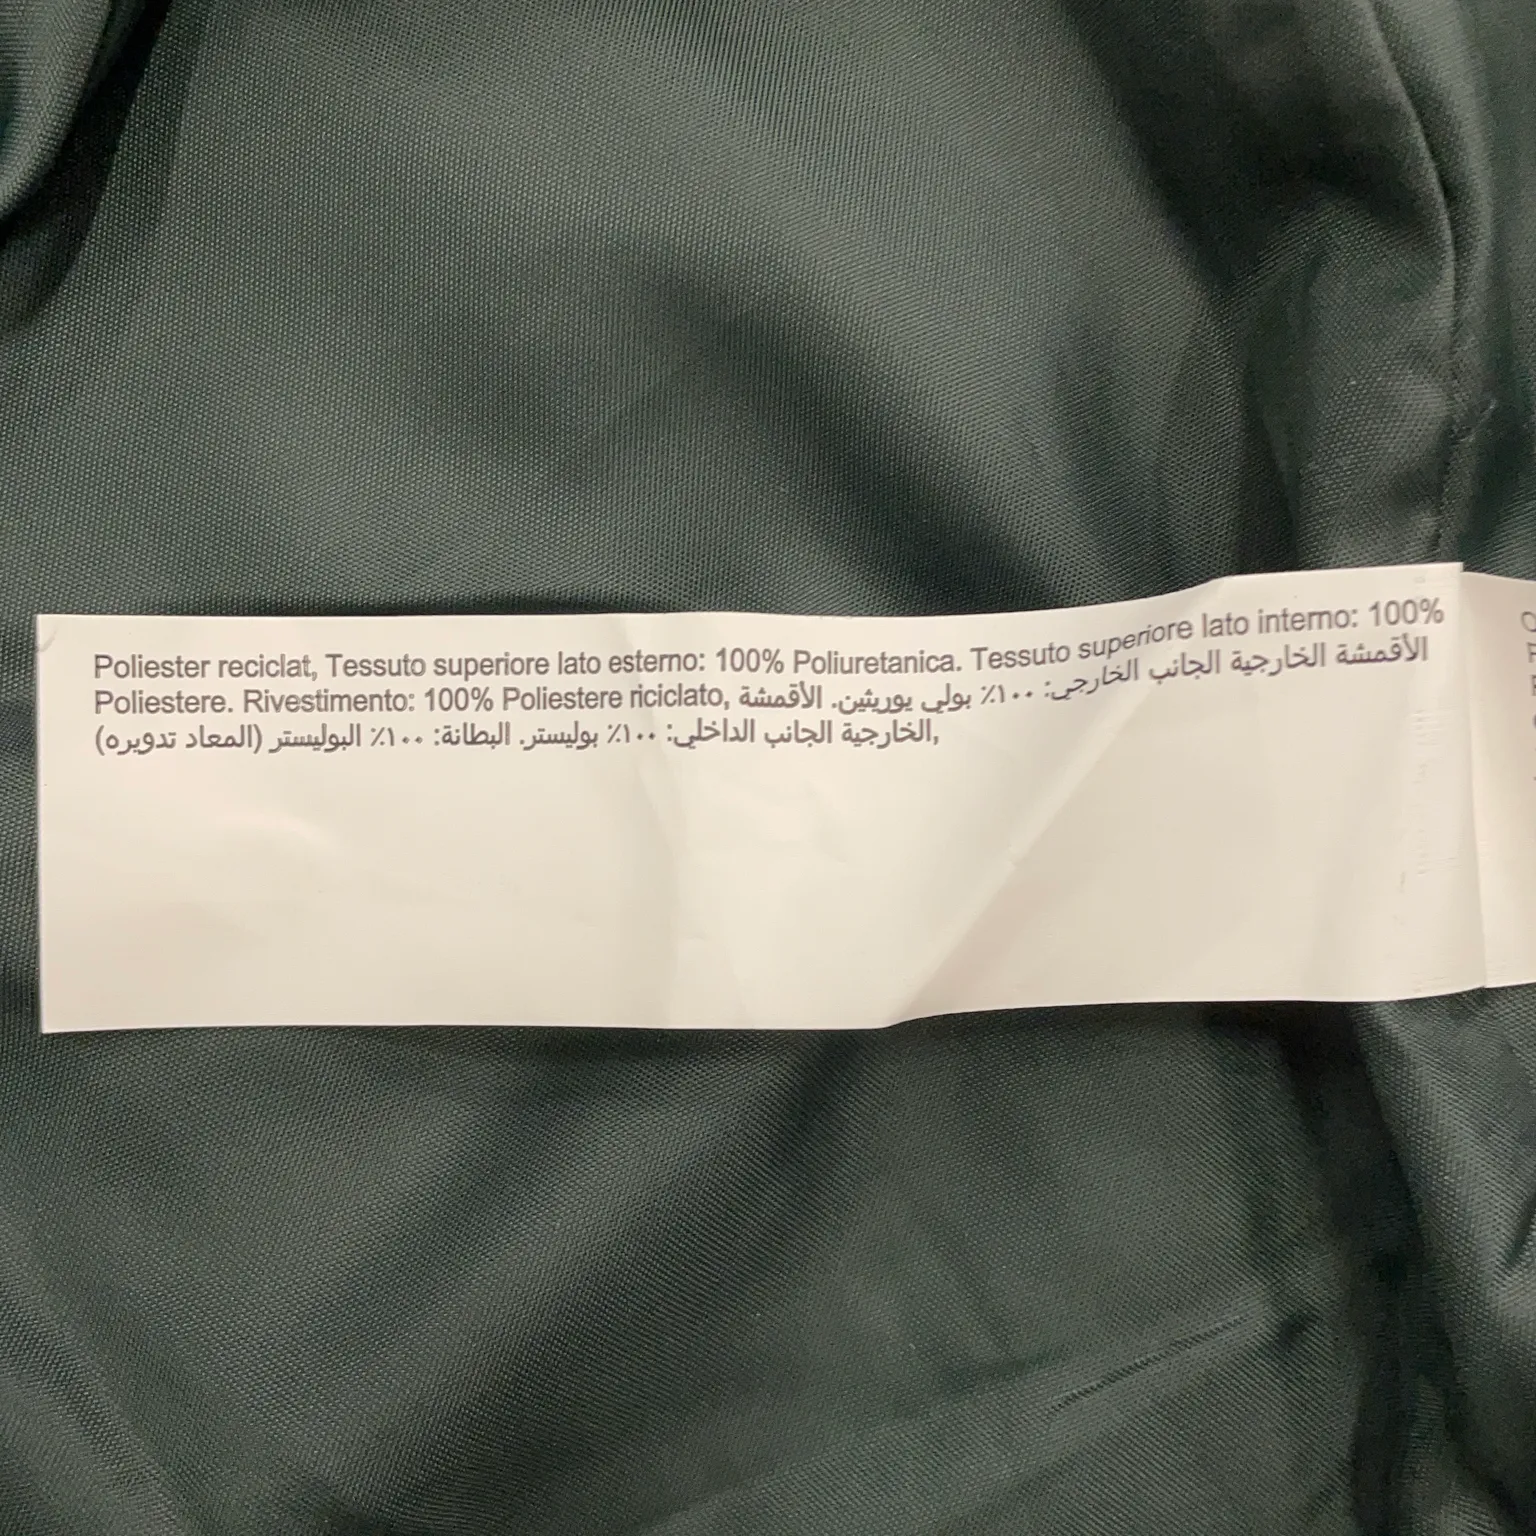 Poliester reciclat, Tessuto superiore lato esterno: 100% Poliuretanica. Tessuto superiore lato interno: 100%
Poliestere. Rivestimento: 100% Poliestere riciclato, الأقمشة الخارجية الجانب الخارجي: ١٠٠٪ بولي يوريثين. الأقمشة
الخارجية الجانب الداخلي: ١٠٠٪ بوليستر. البطانة: ١٠٠٪ البوليستر (المعاد تدويره),